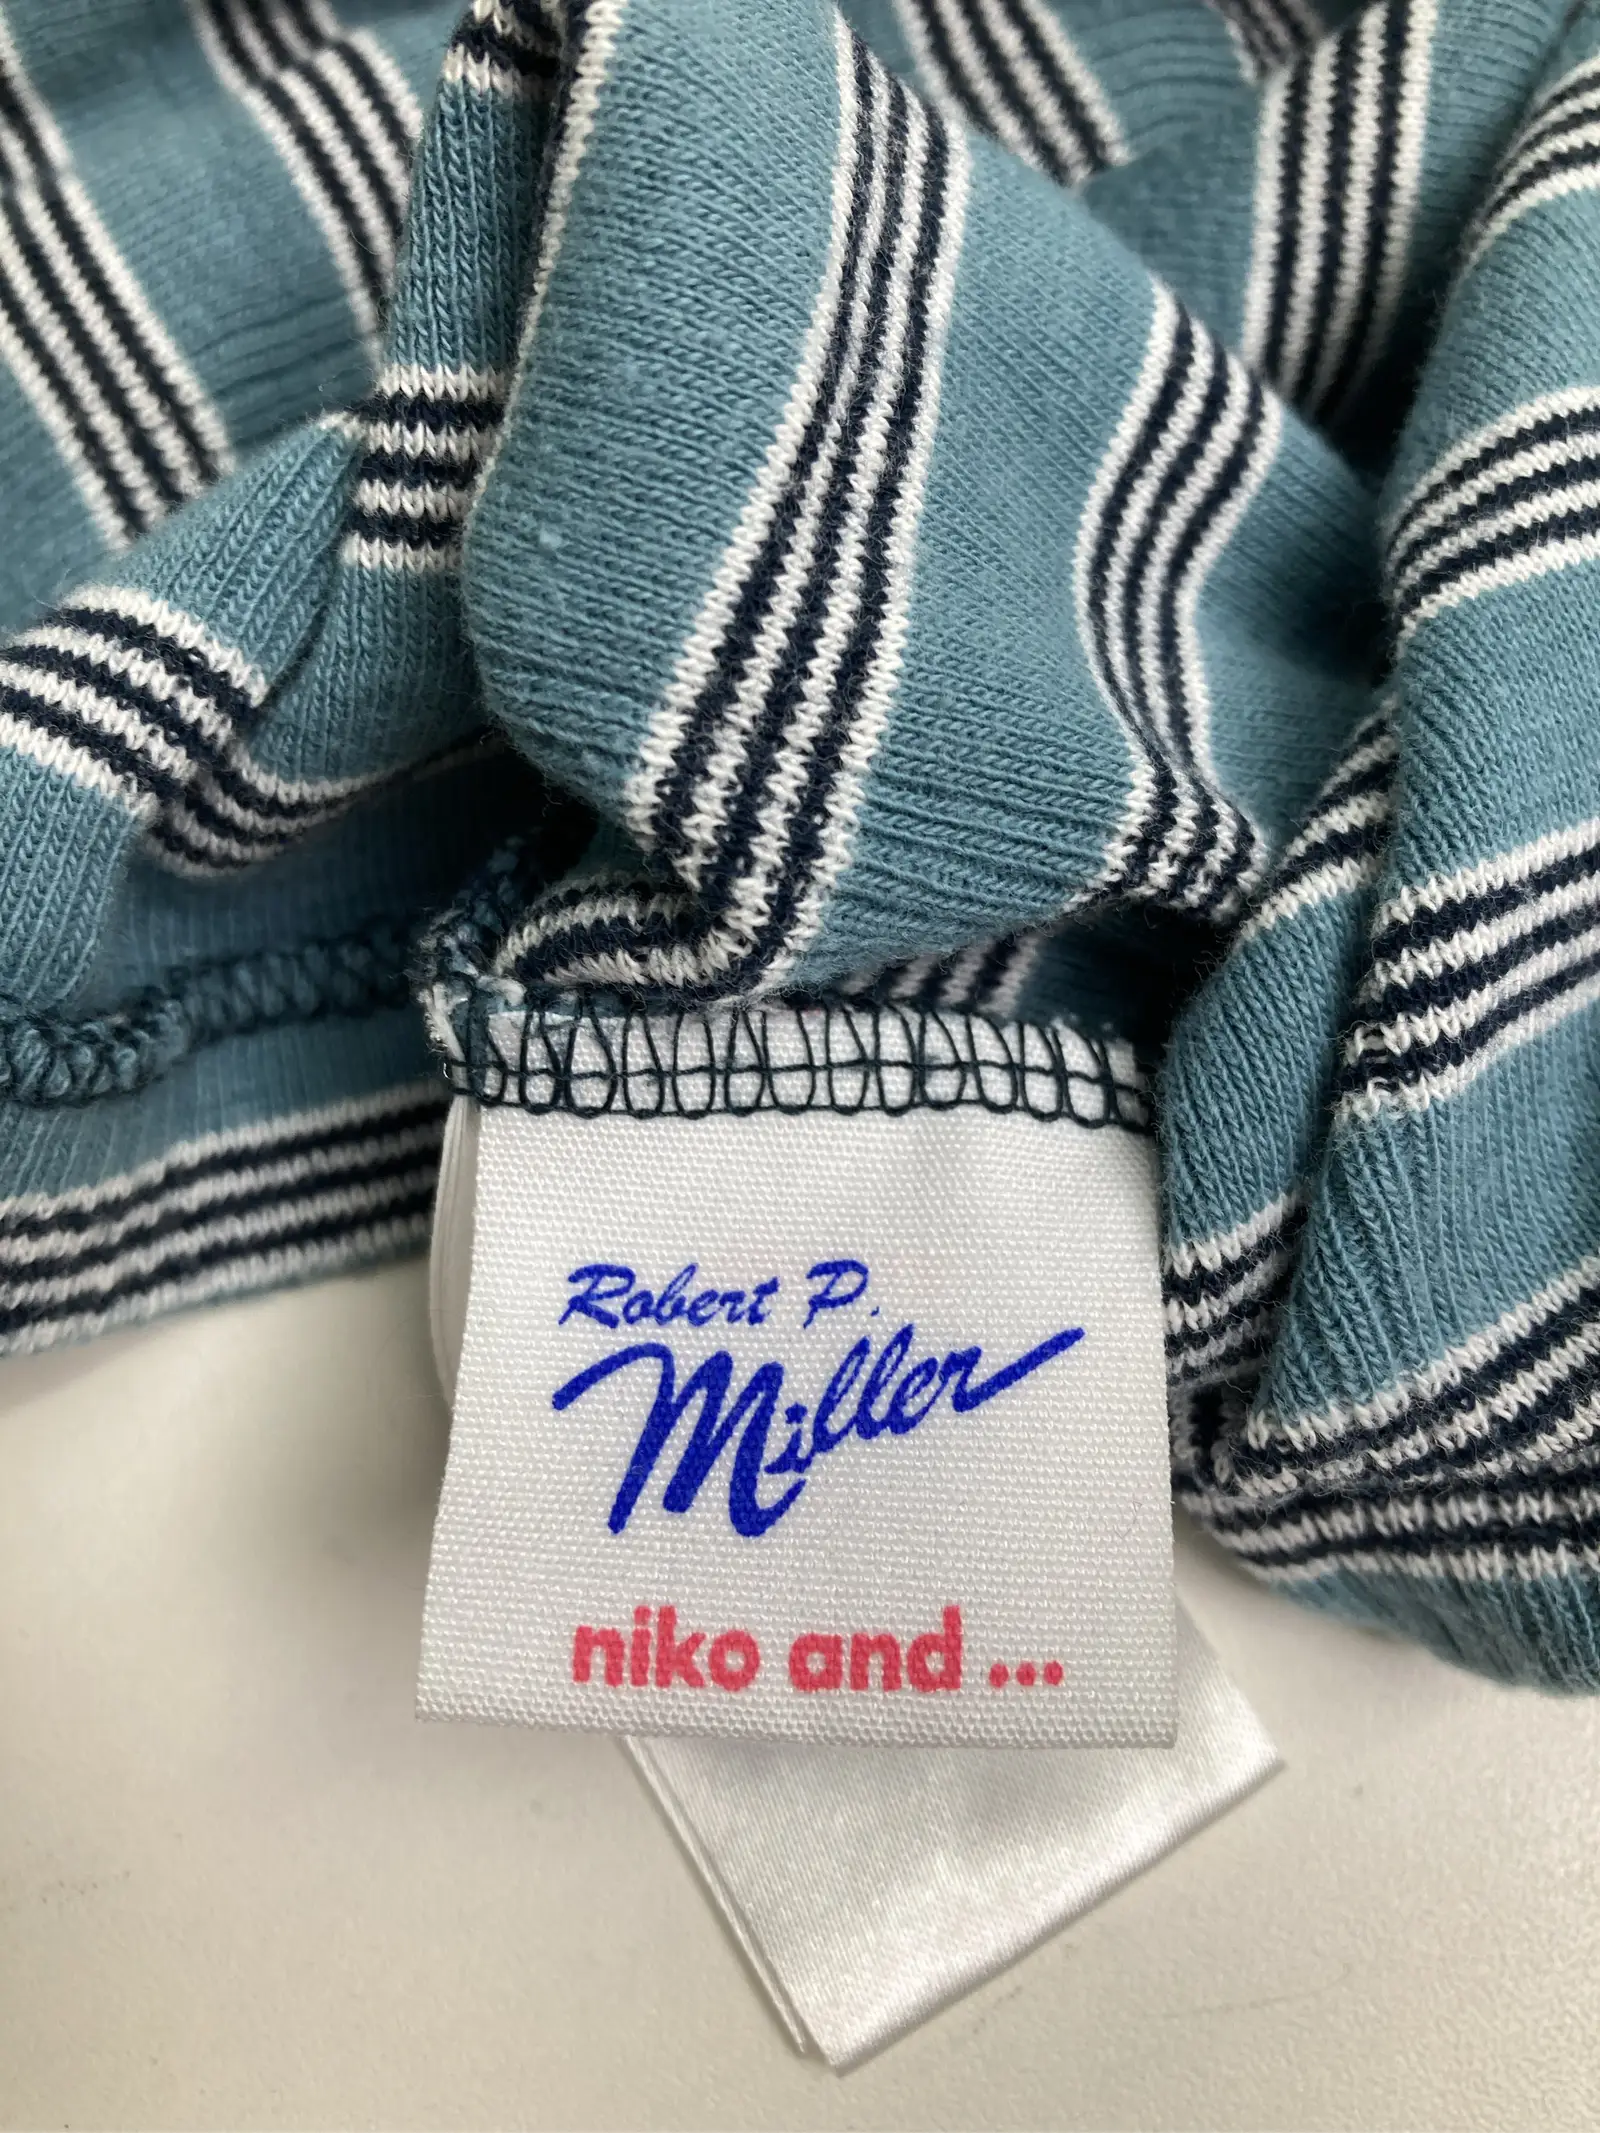 Robert P.
Miller
niko and ...